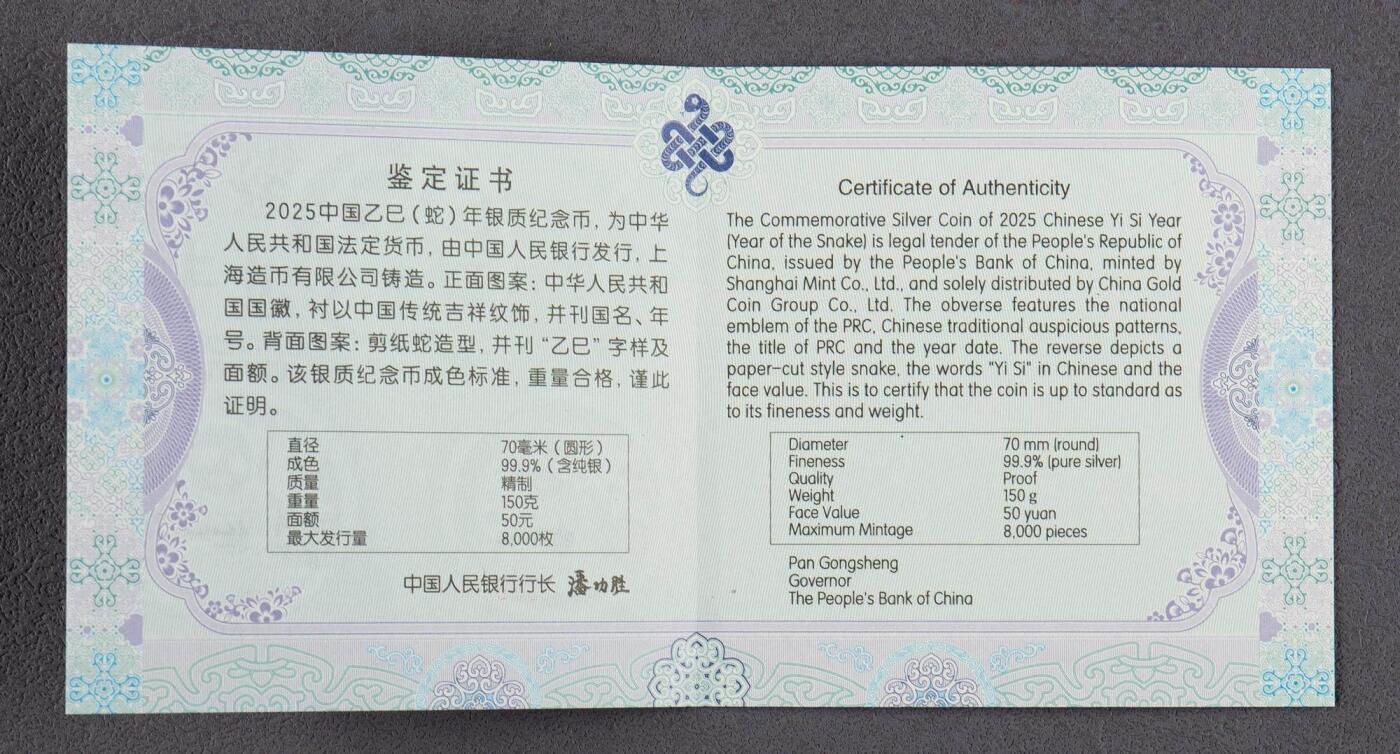 鉴定证书
2025中国乙巳(蛇)年银质纪念币,为中华
人民共和国法定货币,由中国人民银行发行,上
海造币有限公司铸造。正面图案:中华人民共和
国国徽,衬以中国传统吉祥纹饰,并刊国名、年
号。背面图案:剪纸蛇造型,并刊“乙巳”字样及
面额。该银质纪念币成色标准,重量合格,谨此
证明。
直径 70毫米(圆形)
成色 99.9%(含纯银)
质量 精制
重量 150克
面额 50元
最大发行量 8,000枚
中国人民银行行长 潘功胜
Certificate of Authenticity
The Commemorative Silver Coin of 2025 Chinese Yi Si Year
(Year of the Snake) is legal tender of the People's Republic of
China, issued by the People's Bank of China, minted by
Shanghai Mint Co., Ltd., and solely distributed by China Gold
Coin Group Co., Ltd. The obverse features the national
emblem of the PRC, Chinese traditional auspicious patterns,
the title of PRC and the year date. The reverse depicts a
paper-cut style snake, the words "Yi Si" in Chinese and the
face value. This is to certify that the coin is up to standard as
to its fineness and weight.
Diameter 70 mm (round)
Fineness 99.9% (pure silver)
Quality Proof
Weight 150 g
Face Value 50 yuan
Maximum Mintage 8,000 pieces
Pan Gongsheng
Governor
The People's Bank of China